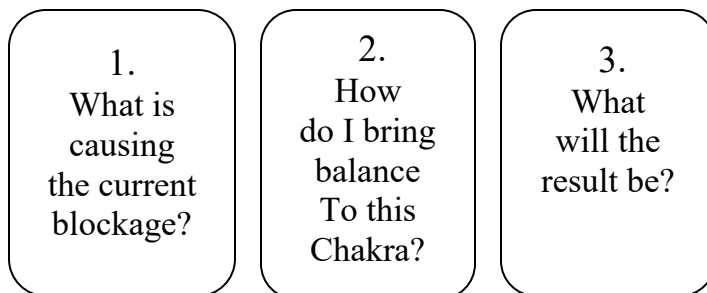 1.
What is
causing
the current
blockage?
2.
How
do I bring
balance
To this
Chakra?
3.
What
will the
result be?